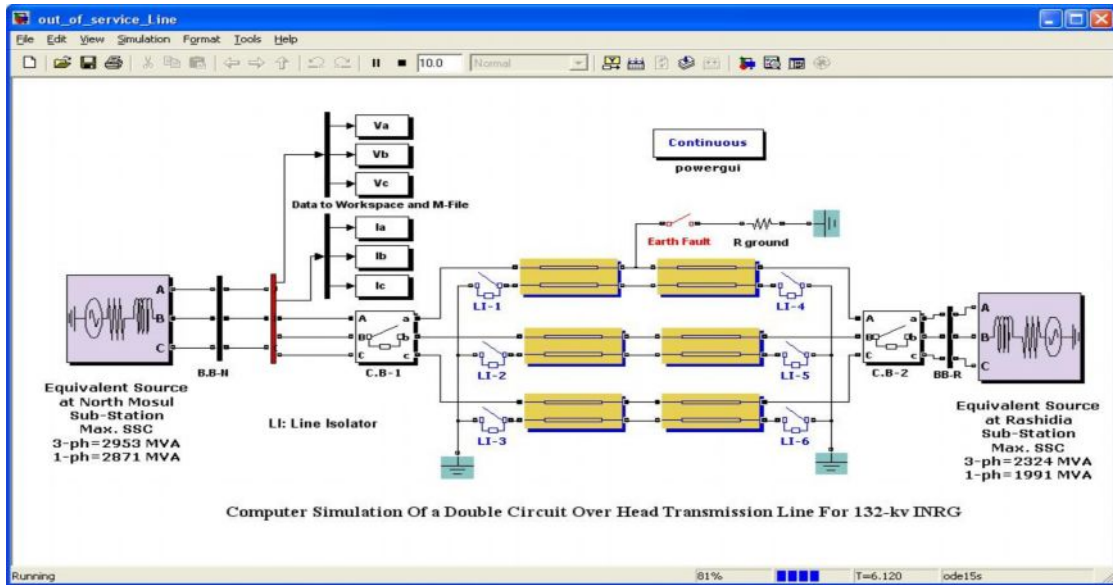 out_of_service_Line
File Edit View Simulation Format Tools Help
10.0 Normal
Va
Vb
Vc
Data to Workspace and M-File
Ia
Ib
Ic
Continuous
powergui
Earth Fault
R ground
A
B
C
B.B-N
A a
B b
C c
C.B-1
LI-1
LI-2
LI-3
LI-4
LI-5
LI-6
A a
B b
C c
C.B-2
BB-R
A
B
C
Equivalent Source
at North Mosul
Sub-Station
Max. SSC
3-ph=2953 MVA
1-ph=2871 MVA
LI: Line Isolator
Equivalent Source
at Rashidia
Sub-Station
Max. SSC
3-ph=2324 MVA
1-ph=1991 MVA
Computer Simulation Of a Double Circuit Over Head Transmission Line For 132-kv INRG
Running 81% T=6.120 ode15s